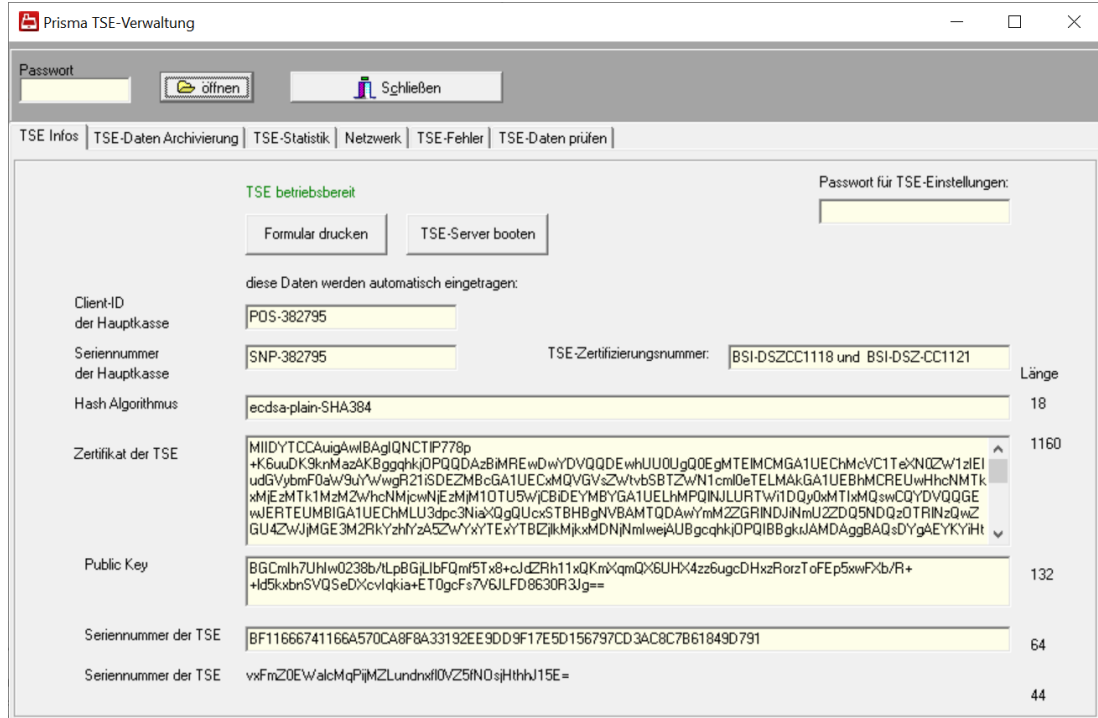 Prisma TSE-Verwaltung
Passwort
öffnen
Schließen
TSE Infos
TSE-Daten Archivierung
TSE-Statistik
Netzwerk
TSE-Fehler
TSE-Daten prüfen
TSE betriebsbereit
Passwort für TSE-Einstellungen:
Formular drucken
TSE-Server booten
diese Daten werden automatisch eingetragen:
Client-ID
der Hauptkasse
POS-382795
Seriennummer
der Hauptkasse
SNP-382795
TSE-Zertifizierungsnummer:
BSI-DSZCC1118 und BSI-DSZ-CC1121
Länge
Hash Algorithmus
ecdsa-plain-SHA384
18
Zertifikat der TSE
1160
Public Key
132
Seriennummer der TSE
BF11666741166A570CA8F8A33192EE9DD9F17E5D156797CD3AC8C7B61849D791
64
Seriennummer der TSE
44